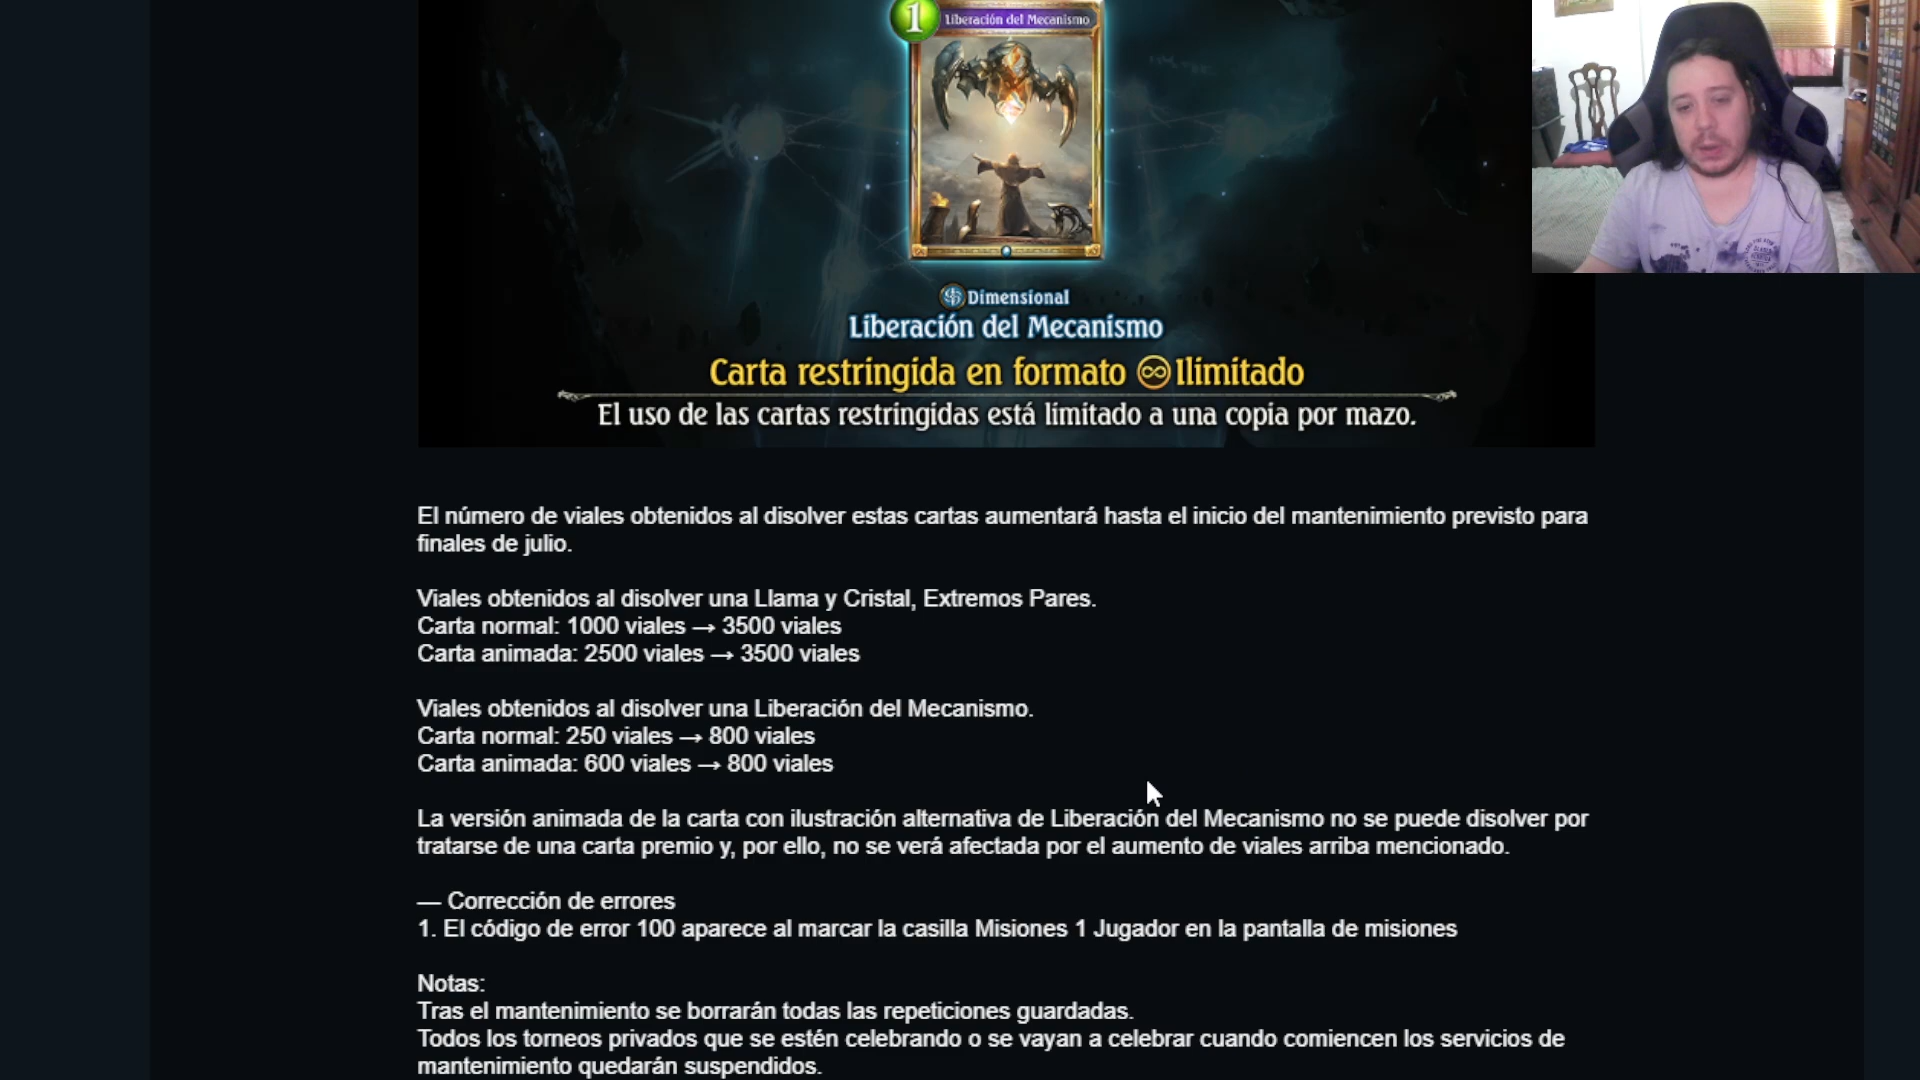 1 Liberación del Mecanismo
Dimensional
Liberación del Mecanismo
Carta restringida en formato Ilimitado
El uso de las cartas restringidas está limitado a una copia por mazo.
El número de viales obtenidos al disolver estas cartas aumentará hasta el inicio del mantenimiento previsto para
finales de julio.
Viales obtenidos al disolver una Llama y Cristal, Extremos Pares.
Carta normal: 1000 viales → 3500 viales
Carta animada: 2500 viales → 3500 viales
Viales obtenidos al disolver una Liberación del Mecanismo.
Carta normal: 250 viales → 800 viales
Carta animada: 600 viales → 800 viales
La versión animada de la carta con ilustración alternativa de Liberación del Mecanismo no se puede disolver por
tratarse de una carta premio y, por ello, no se verá afectada por el aumento de viales arriba mencionado.
— Corrección de errores
1. El código de error 100 aparece al marcar la casilla Misiones 1 Jugador en la pantalla de misiones
Notas:
Tras el mantenimiento se borrarán todas las repeticiones guardadas.
Todos los torneos privados que se estén celebrando o se vayan a celebrar cuando comiencen los servicios de
mantenimiento quedarán suspendidos.